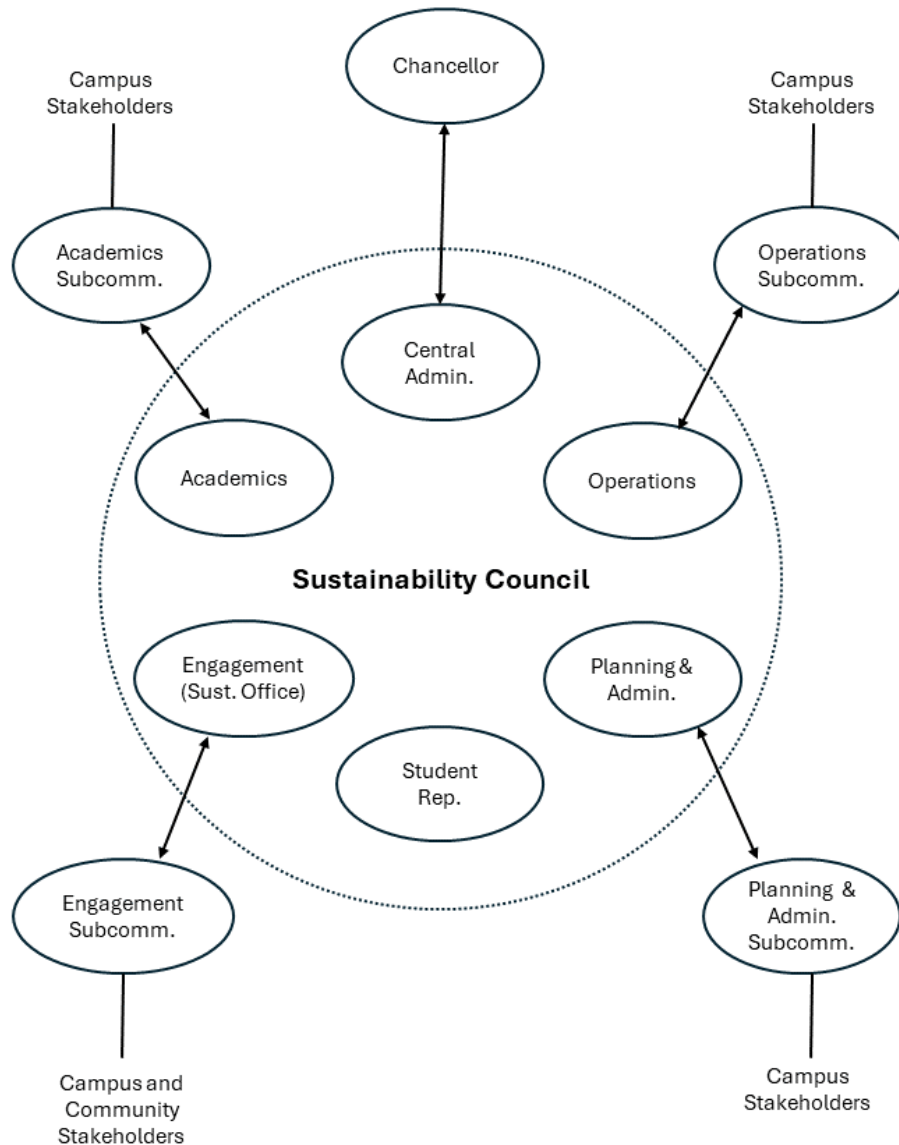 Chancellor
Campus
Stakeholders
Campus
Stakeholders
Academics
Subcomm.
Operations
Subcomm.
Central
Admin.
Academics
Operations
Sustainability Council
Engagement
(Sust. Office)
Planning &
Admin.
Student
Rep.
Engagement
Subcomm.
Planning &
Admin.
Subcomm.
Campus and
Community
Stakeholders
Campus
Stakeholders